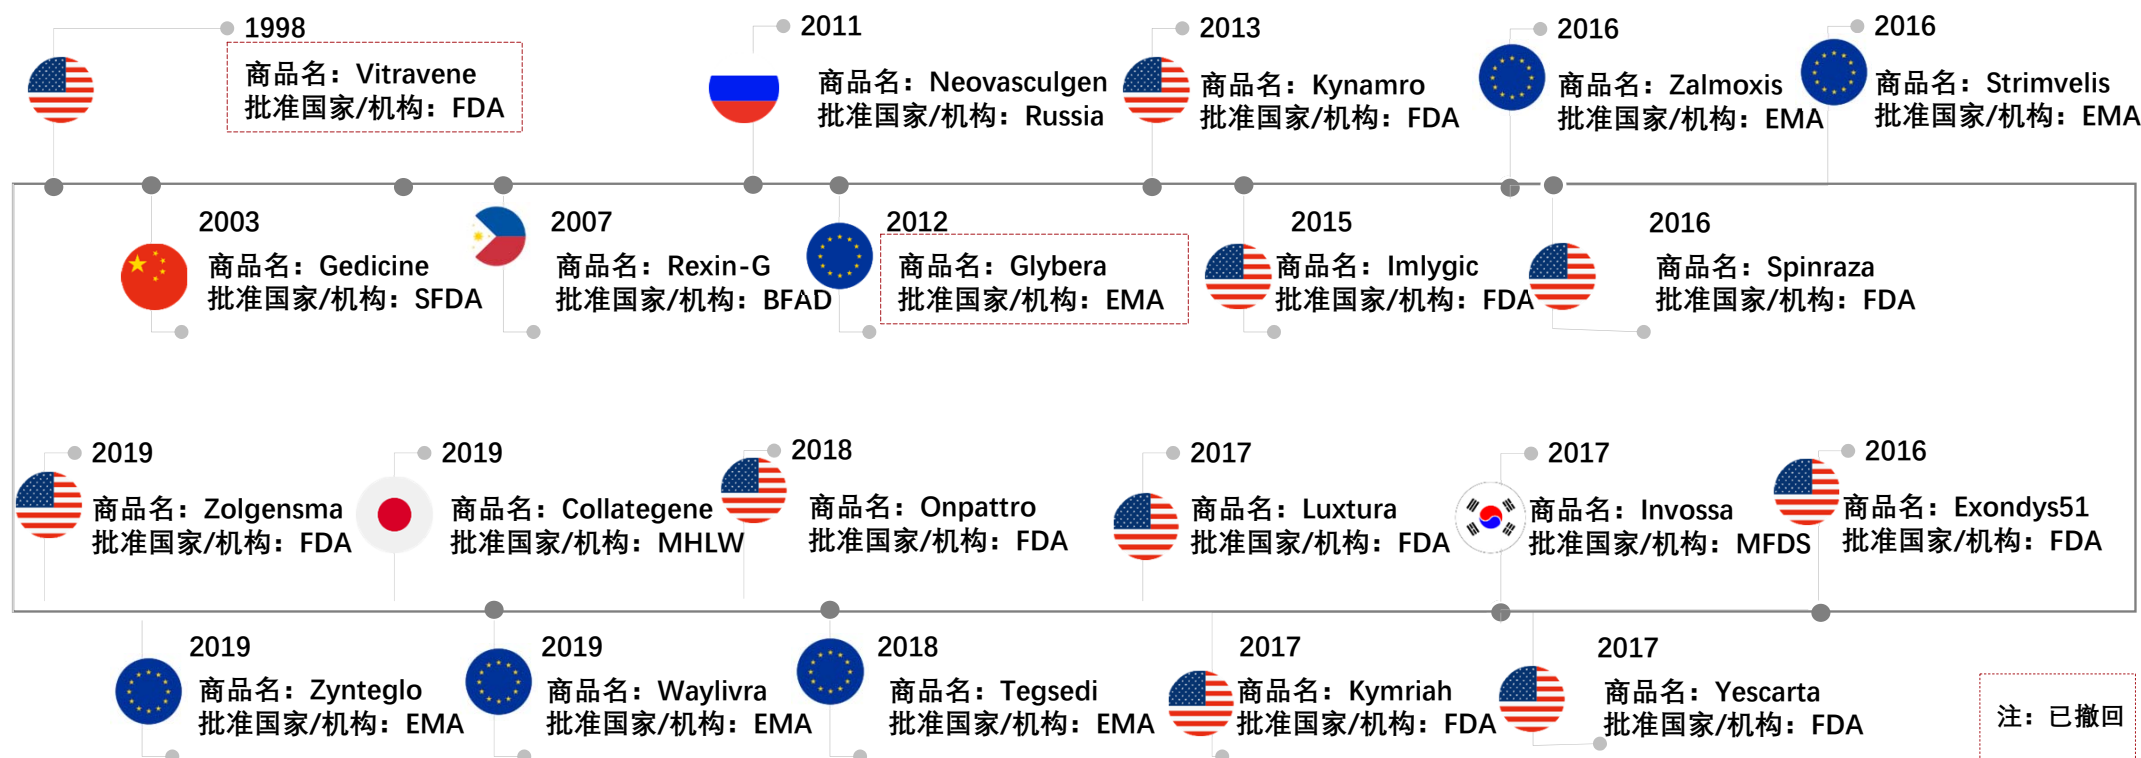 1998
商品名：Vitravene
批准国家/机构：FDA
2011
商品名：Neovasculgen
批准国家/机构：Russia
2013
商品名：Kynamro
批准国家/机构：FDA
2016
商品名：Zalmoxis
批准国家/机构：EMA
2016
商品名：Strimvelis
批准国家/机构：EMA
2003
商品名：Gedicine
批准国家/机构：SFDA
2007
商品名：Rexin-G
批准国家/机构：BFAD
2012
商品名：Glybera
批准国家/机构：EMA
2015
商品名：Imlygic
批准国家/机构：FDA
2016
商品名：Spinraza
批准国家/机构：FDA
2019
商品名：Zolgensma
批准国家/机构：FDA
2019
商品名：Collategene
批准国家/机构：MHLW
2018
商品名：Onpattro
批准国家/机构：FDA
2017
商品名：Luxtura
批准国家/机构：FDA
2017
商品名：Invossa
批准国家/机构：MFDS
2016
商品名：Exondys51
批准国家/机构：FDA
2019
商品名：Zynteglo
批准国家/机构：EMA
2019
商品名：Waylivra
批准国家/机构：EMA
2018
商品名：Tegsedi
批准国家/机构：EMA
2017
商品名：Kymriah
批准国家/机构：FDA
2017
商品名：Yescarta
批准国家/机构：FDA
注：已撤回